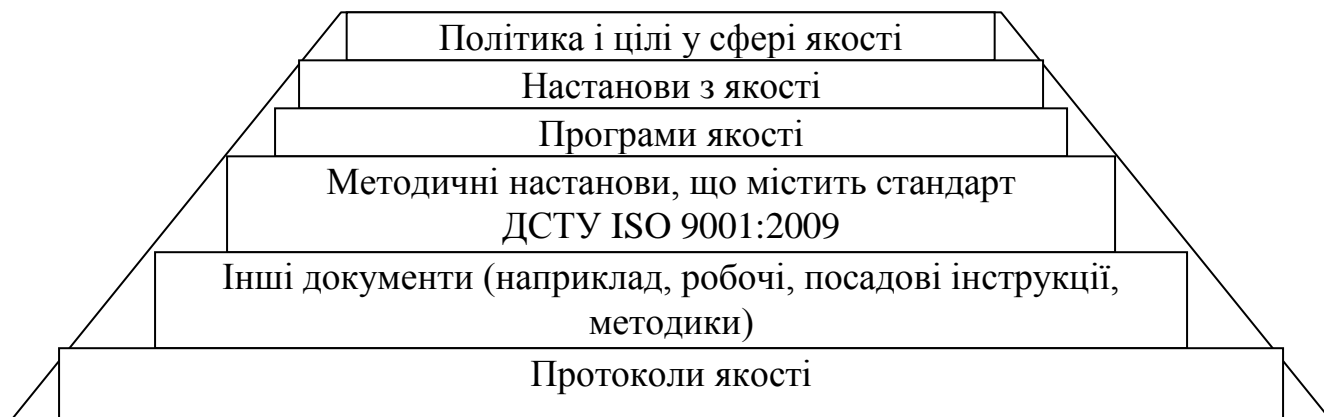 Політика і цілі у сфері якості
Настанови з якості
Програми якості
Методичні настанови, що містить стандарт
ДСТУ ISO 9001:2009
Інші документи (наприклад, робочі, посадові інструкції,
методики)
Протоколи якості